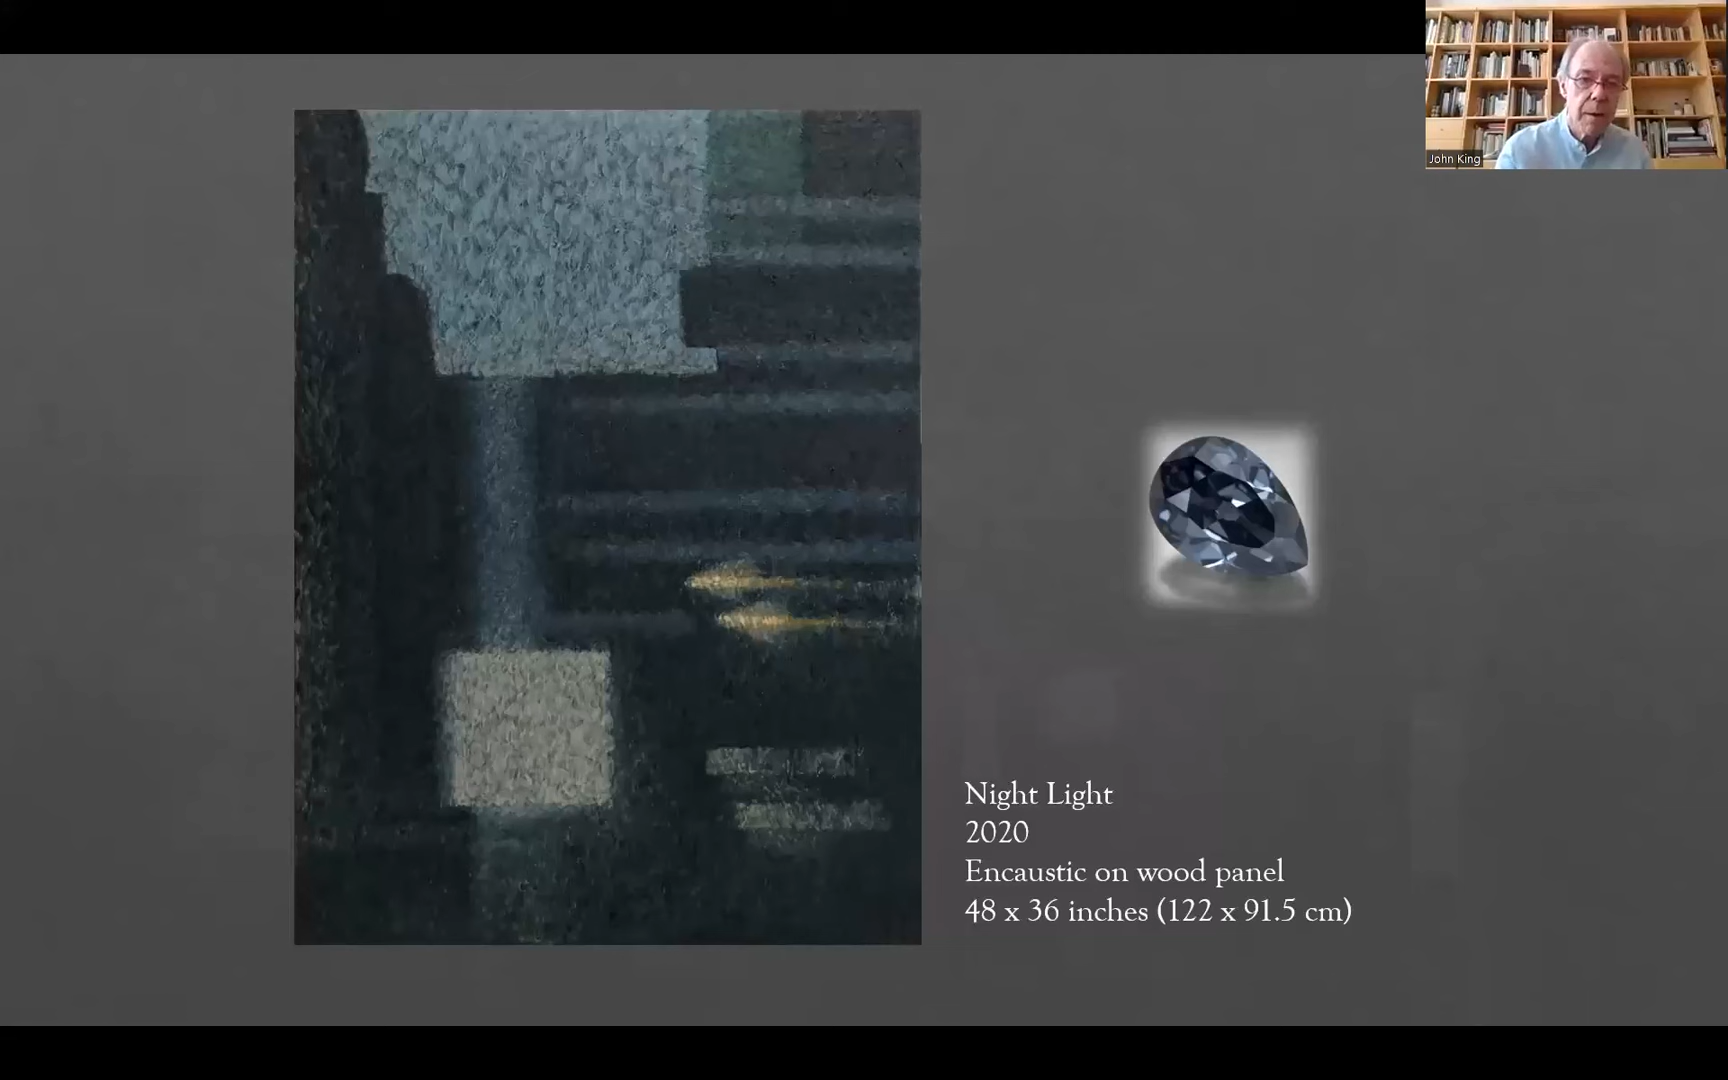 John King
Night Light
2020
Encaustic on wood panel
48 x 36 inches (122 x 91.5 cm)